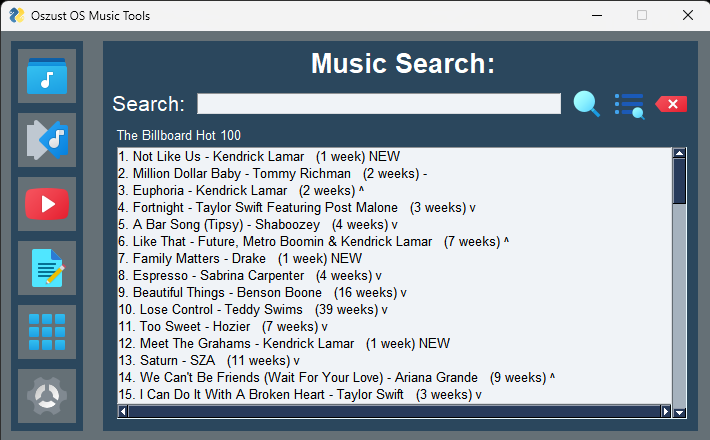 Oszust OS Music Tools
Music Search:
Search:
The Billboard Hot 100
1. Not Like Us - Kendrick Lamar   (1 week) NEW
2. Million Dollar Baby - Tommy Richman   (2 weeks) -
3. Euphoria - Kendrick Lamar   (2 weeks) ^
4. Fortnight - Taylor Swift Featuring Post Malone   (3 weeks) v
5. A Bar Song (Tipsy) - Shaboozey   (4 weeks) v
6. Like That - Future, Metro Boomin & Kendrick Lamar   (7 weeks) ^
7. Family Matters - Drake   (1 week) NEW
8. Espresso - Sabrina Carpenter   (4 weeks) v
9. Beautiful Things - Benson Boone   (16 weeks) v
10. Lose Control - Teddy Swims   (39 weeks) v
11. Too Sweet - Hozier   (7 weeks) v
12. Meet The Grahams - Kendrick Lamar   (1 week) NEW
13. Saturn - SZA   (11 weeks) v
14. We Can't Be Friends (Wait For Your Love) - Ariana Grande   (9 weeks) ^
15. I Can Do It With A Broken Heart - Taylor Swift   (3 weeks) v